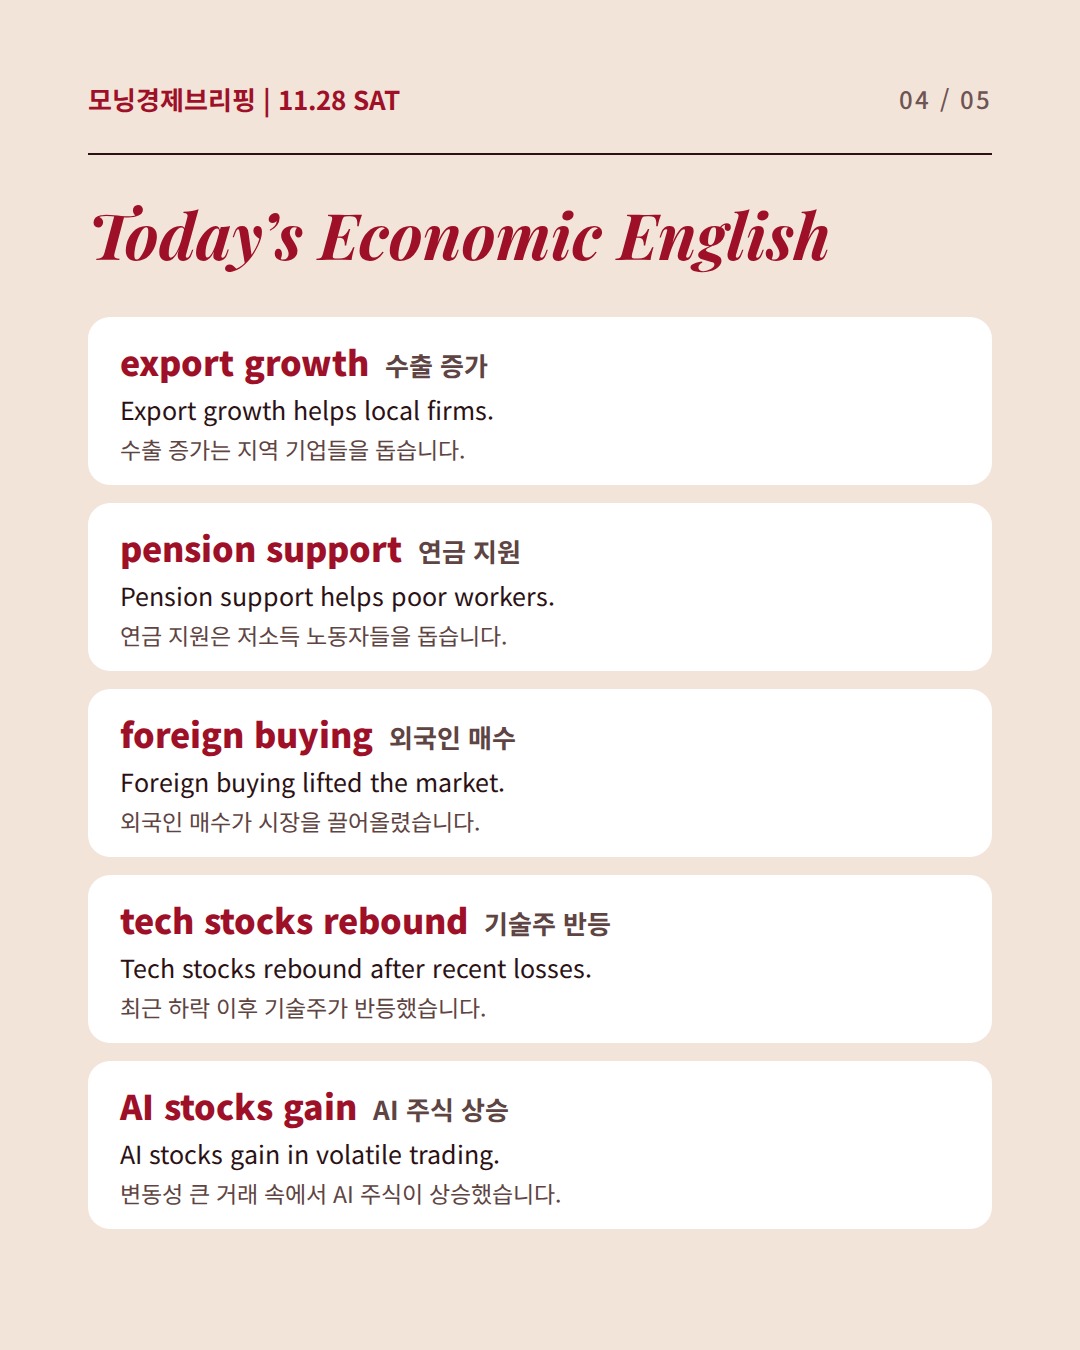 모닝경제브리핑 | 11.28 SAT
04 / 05
Today’s Economic English
export growth 수출 증가
Export growth helps local firms.
수출 증가는 지역 기업들을 돕습니다.
pension support 연금 지원
Pension support helps poor workers.
연금 지원은 저소득 노동자들을 돕습니다.
foreign buying 외국인 매수
Foreign buying lifted the market.
외국인 매수가 시장을 끌어올렸습니다.
tech stocks rebound 기술주 반등
Tech stocks rebound after recent losses.
최근 하락 이후 기술주가 반등했습니다.
AI stocks gain AI 주식 상승
AI stocks gain in volatile trading.
변동성 큰 거래 속에서 AI 주식이 상승했습니다.